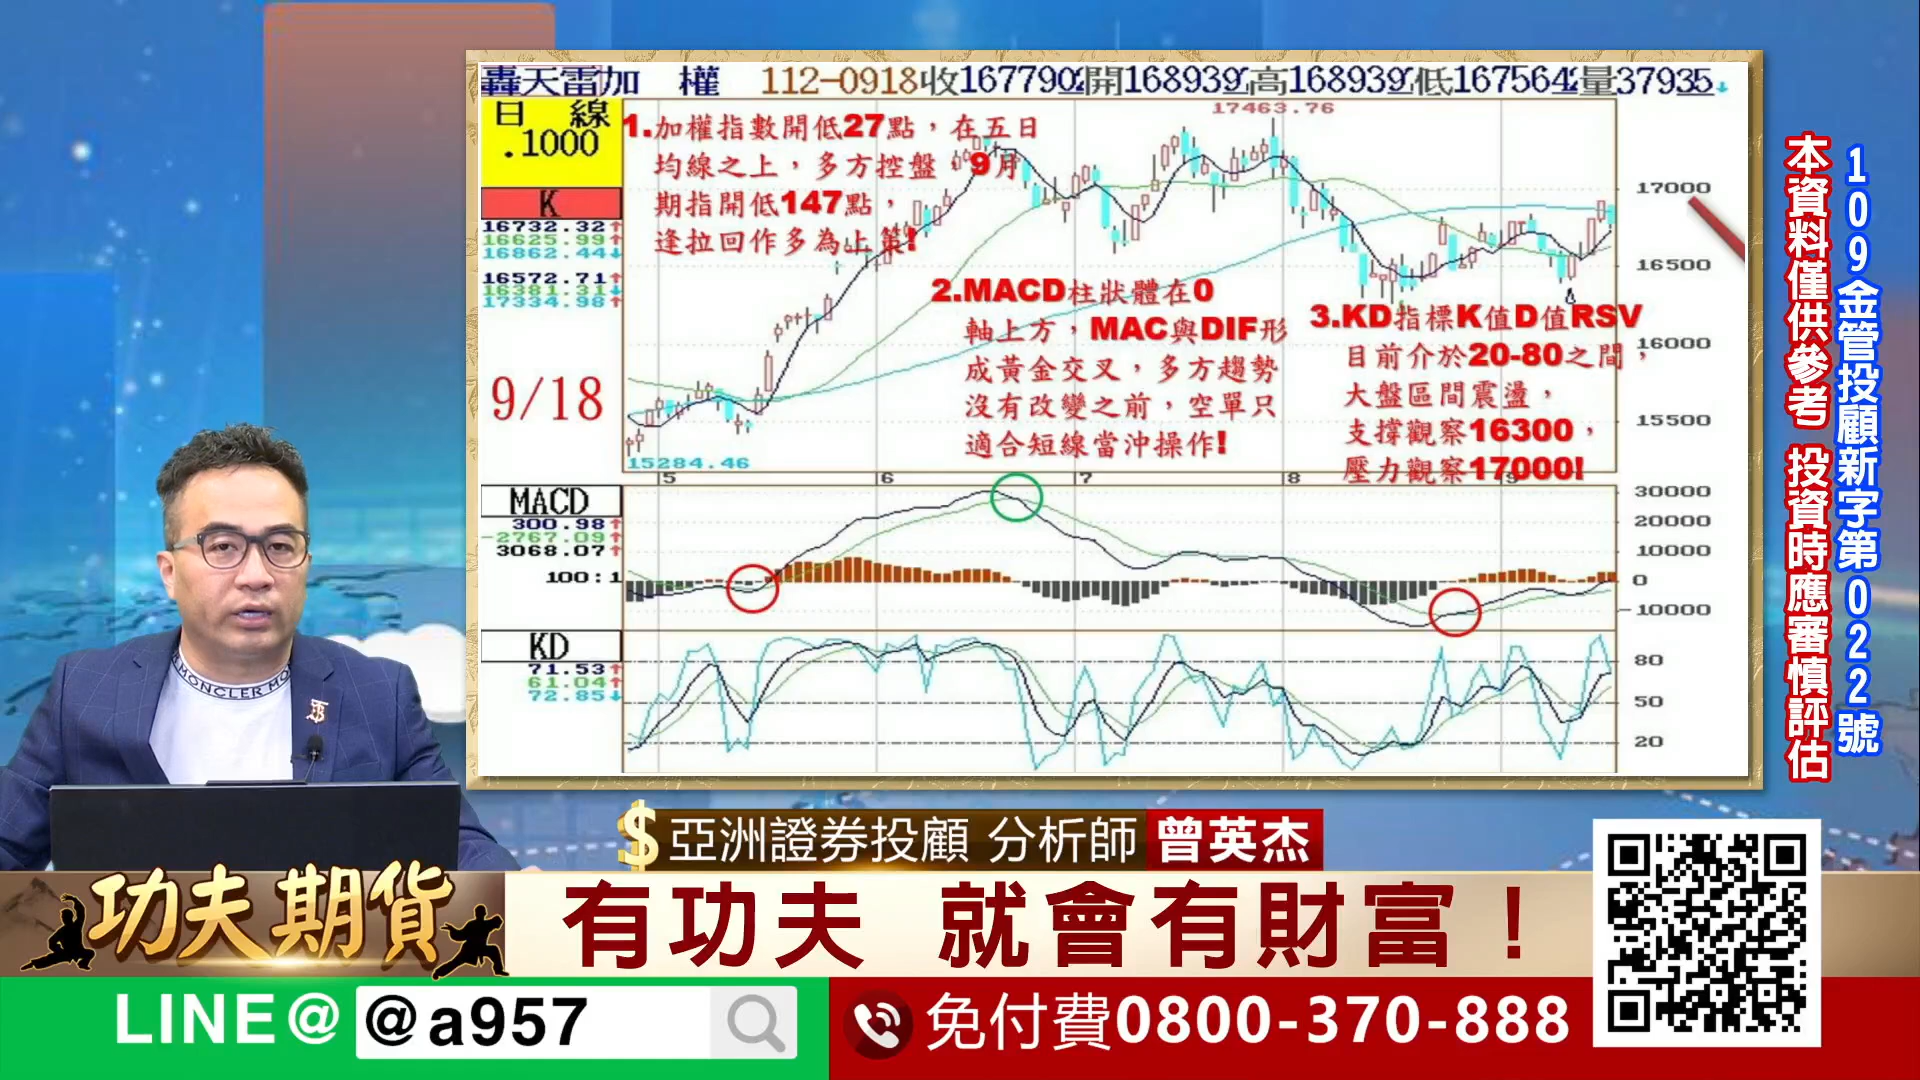 轟天雷加 權 112-0918收1677902開168939高168939低167564量37935
日 線
.1000
K
16732.32
16625.99
16862.44
16572.71
16381.31
17334.98
9/18
17463.76
1.加權指數開低27點，在五日
均線之上，多方控盤，9月
期指開低147點，
逢拉回作多為上策!
2.MACD柱狀體在0
軸上方，MAC與DIF形
成黃金交叉，多方趨勢
沒有改變之前，空單只
適合短線當沖操作!
3.KD指標K值D值RSV
目前介於20-80之間，
大盤區間震盪，
支撐觀察16300，
壓力觀察17000!
17000
16500
16000
15500
15284.46
5 6 7 8 9
MACD
300.98
-2767.09
3068.07
100:1
30000
20000
10000
0
-10000
KD
71.53
61.04
72.85
80
50
20
109金管投顧新字第022號
本資料僅供參考 投資時應審慎評估
MONCLER MO
$亞洲證券投顧 分析師 曾英杰
功夫期貨
有功夫 就會有財富！
LINE@ @a957
免付費0800-370-888